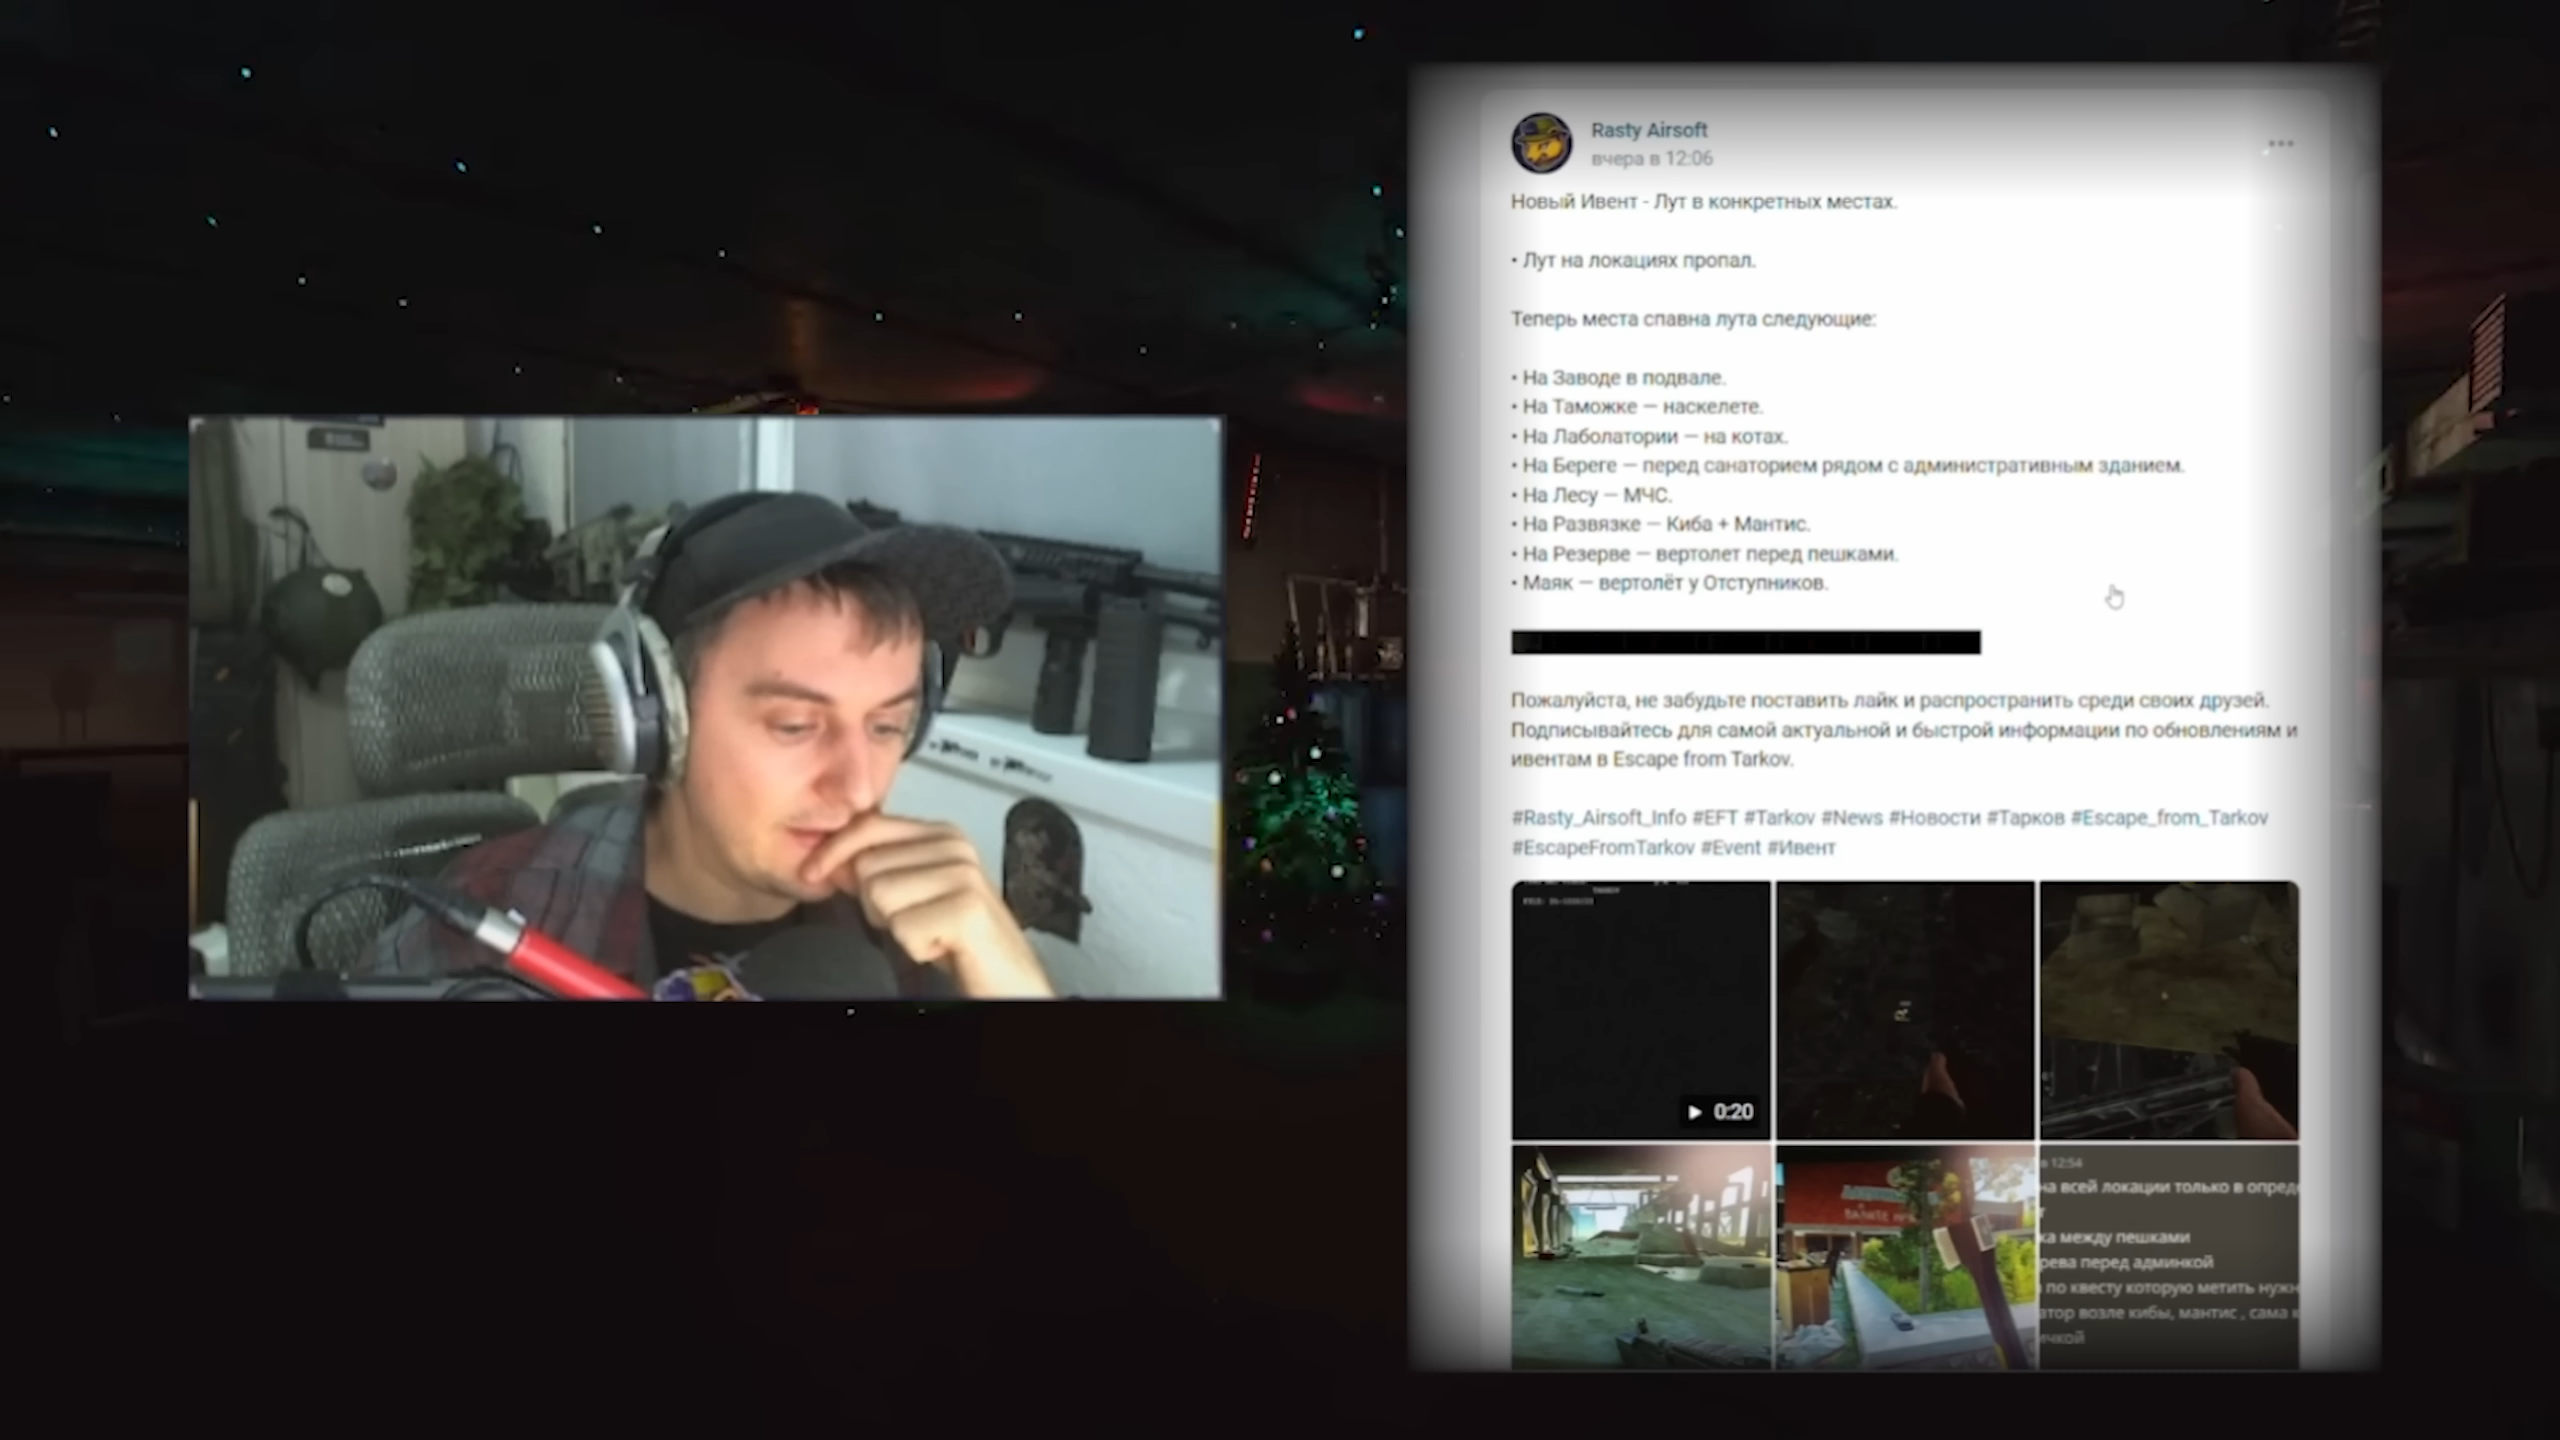 Rasty Airsoft
вчера в 12:06
Новый Ивент - Лут в конкретных местах.
• Лут на локациях пропал.
Теперь места спавна лута следующие:
• На Заводе в подвале.
• На Таможке — наскелете.
• На Лаболатории — на котах.
• На Береге — перед санаторием рядом с административным зданием.
• На Лесу — МЧС.
• На Развязке — Киба + Мантис.
• На Резерве — вертолет перед пешками.
• Маяк — вертолёт у Отступников.
Пожалуйста, не забудьте поставить лайк и распространить среди своих друзей.
Подписывайтесь для самой актуальной и быстрой информации по обновлениям и
ивентам в Escape from Tarkov.
#Rasty_Airsoft_Info #EFT #Tarkov #News #Новости #Тарков #Escape_from_Tarkov
#EscapeFromTarkov #Event #Ивент
0:20
в 12:54
на всей локации только в опред
ка между пешками
рева перед админкой
по квесту которую метить нужн
атор возле кибы, мантис , сама к
ечкой